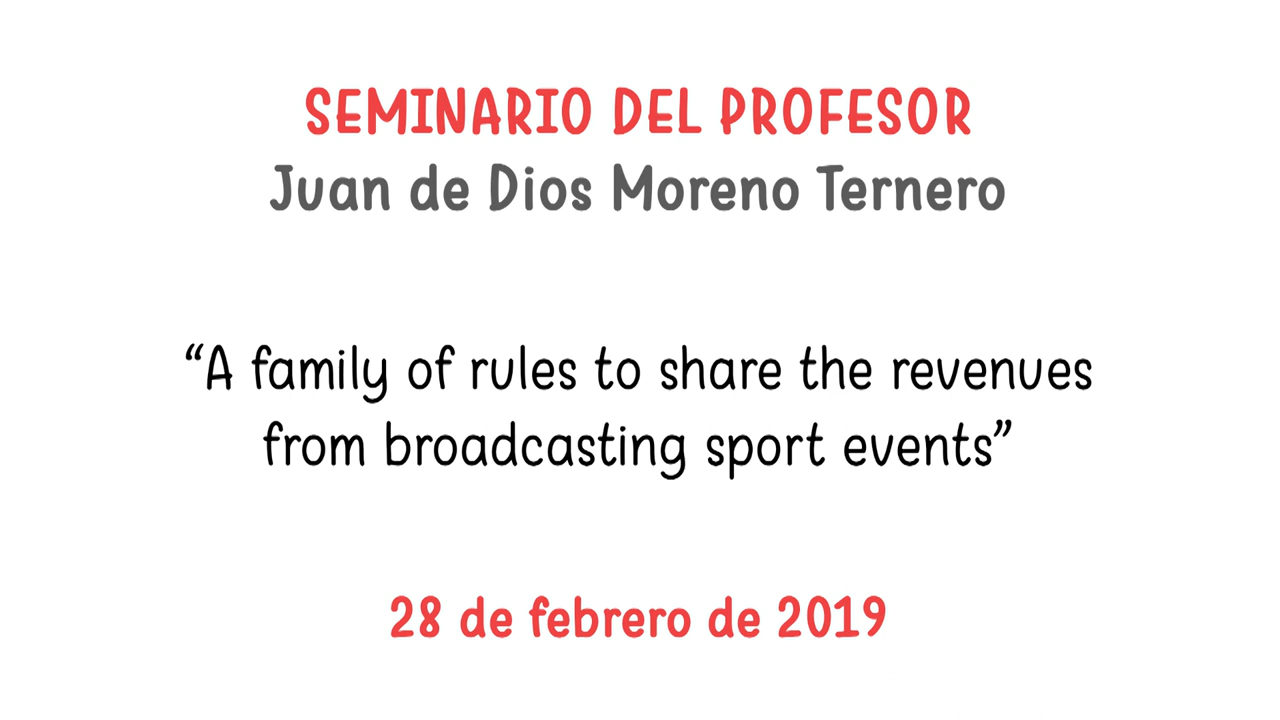 SEMINARIO DEL PROFESOR
Juan de Dios Moreno Ternero
“A family of rules to share the revenues
from broadcasting sport events”
28 de febrero de 2019